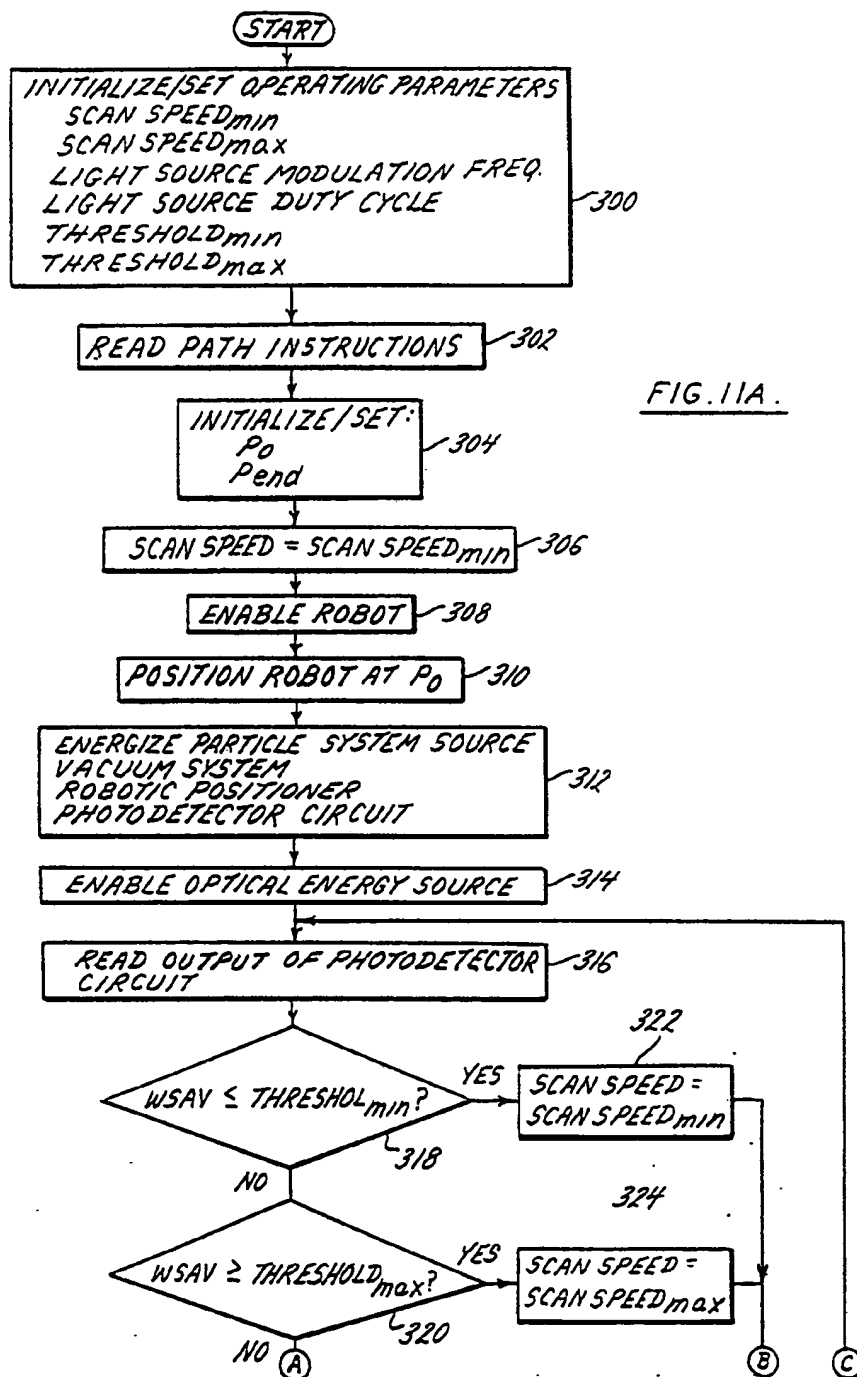 START
INITIALIZE/SET OPERATING PARAMETERS
SCAN SPEEDmin
SCAN SPEEDmax
LIGHT SOURCE MODULATION FREQ.
LIGHT SOURCE DUTY CYCLE
THRESHOLDmin
THRESHOLDmax
300
READ PATH INSTRUCTIONS
302
FIG. 11A.
INITIALIZE/SET:
Po
Pend
304
SCAN SPEED = SCAN SPEEDmin
306
ENABLE ROBOT
308
POSITION ROBOT AT Po
310
ENERGIZE PARTICLE SYSTEM SOURCE
VACUUM SYSTEM
ROBOTIC POSITIONER
PHOTODETECTOR CIRCUIT
312
ENABLE OPTICAL ENERGY SOURCE
314
READ OUTPUT OF PHOTODETECTOR
CIRCUIT
316
322
WSAV ≤ THRESHOLmin?
YES
SCAN SPEED =
SCAN SPEEDmin
318
NO
324
WSAV ≥ THRESHOLDmax?
YES
SCAN SPEED =
SCAN SPEEDmax
320
NO
A
B
C